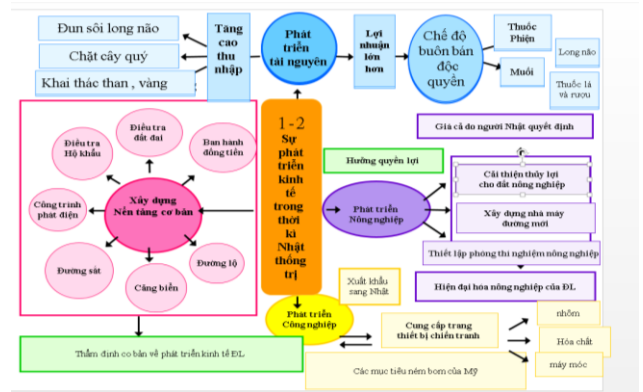 Đun sôi long não
Chặt cây quý
Khai thác than , vàng
Tăng
cao
thu
nhập
Phát
triển
tài nguyên
Lợi
nhuận
lớn
hơn
Chế độ
buôn bán
độc
quyền
Thuốc
Phiện
Muối
Long não
Thuốc lá
và rượu
Giá cả do người Nhật quyết định
Điều tra
Hộ khẩu
Điều tra
đất đai
Ban hành
đồng tiền
Công trình
phát điện
Xây dựng
Nền tảng cơ bản
Đường sắt
Cảng biển
Đường lộ
1-2
Sự
phát
triển
kinh
tế
trong
thời
kì
Nhật
thống
trị
Hưởng quyền lợi
Phát triển
Nông nghiệp
Cải thiện thủy lợi
cho đất nông nghiệp
Xây dựng nhà máy
đường mới
Thiết lập phòng thí nghiệm nông nghiệp
Hiện đại hóa nông nghiệp của ĐL
Xuất khẩu
sang Nhật
Phát triển
Công nghiệp
Cung cấp trang
thiết bị chiến tranh
nhôm
Hóa chất
máy móc
Thẩm định cơ bản về phát triển kinh tế ĐL
Các mục tiêu ném bom của Mỹ